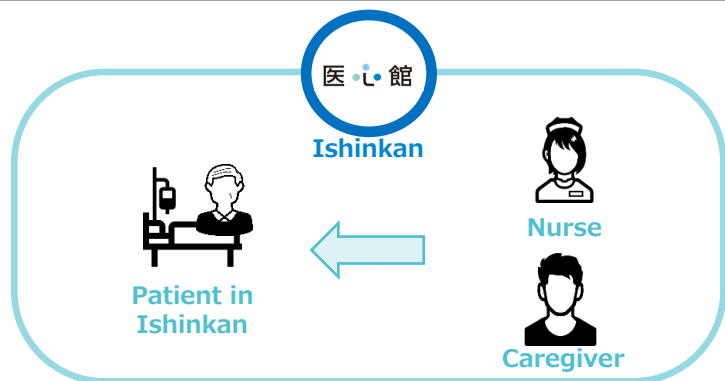 医心館
Ishinkan
Nurse
Patient in
Ishinkan
Caregiver